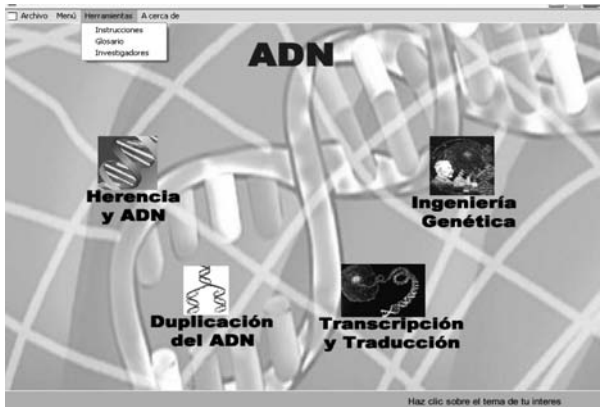 Archivo Menú Herramientas A cerca de
Instrucciones
Glosario
Investigadores
ADN
Herencia
y ADN
Ingeniería
Genética
Duplicación
del ADN
Transcripción
y Traducción
Haz clic sobre el tema de tu interes